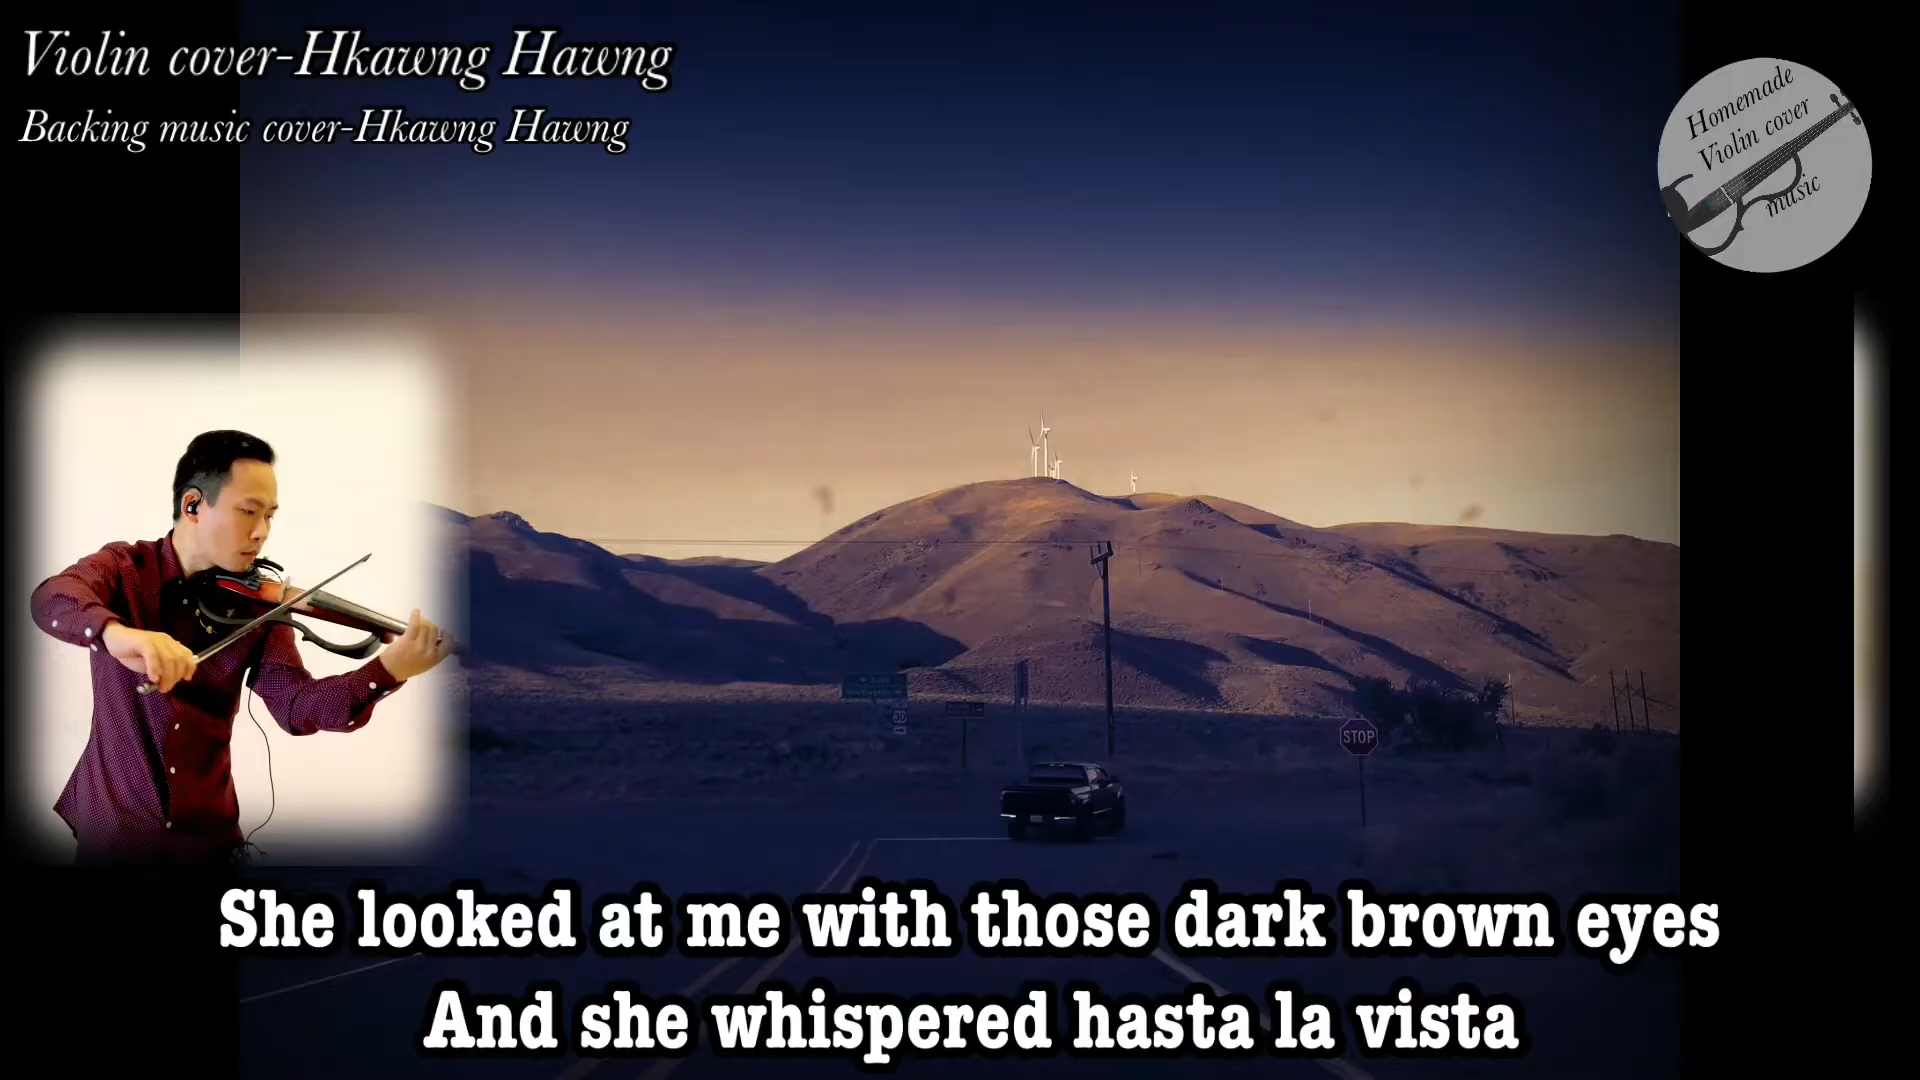 Violin cover-Hkawng Hawng
Backing music cover-Hkawng Hawng
Homemade
Violin cover
music
30
STOP
She looked at me with those dark brown eyes
And she whispered hasta la vista